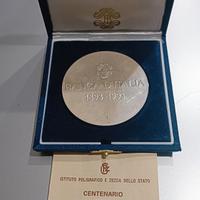 BANCA D'ITALIA
1893-1993
ISTITUTO POLIGRAFICO E ZECCA DELLO STATO
CENTENARIO